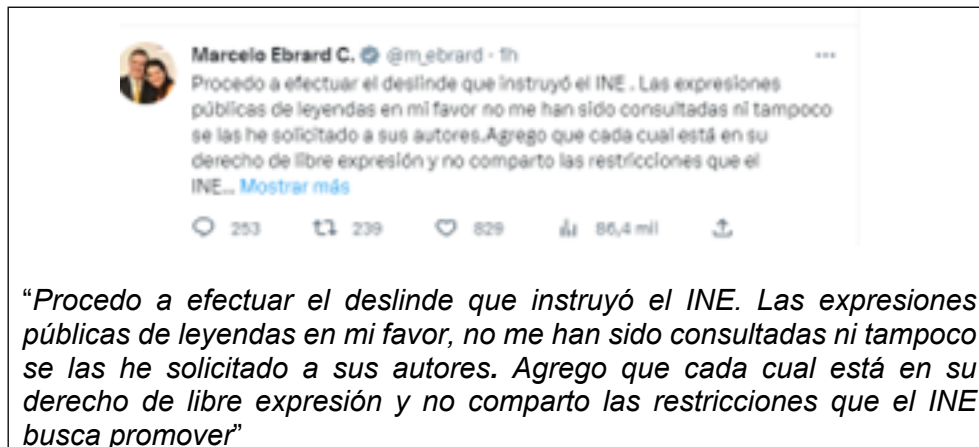 Marcelo Ebrard C. @m_ebrard · 1h
Procedo a efectuar el deslinde que instruyó el INE . Las expresiones
públicas de leyendas en mi favor no me han sido consultadas ni tampoco
se las he solicitado a sus autores.Agrego que cada cual está en su
derecho de libre expresión y no comparto las restricciones que el
INE... Mostrar más
253 239 829 86,4 mil
“Procedo a efectuar el deslinde que instruyó el INE. Las expresiones
públicas de leyendas en mi favor, no me han sido consultadas ni tampoco
se las he solicitado a sus autores. Agrego que cada cual está en su
derecho de libre expresión y no comparto las restricciones que el INE
busca promover”